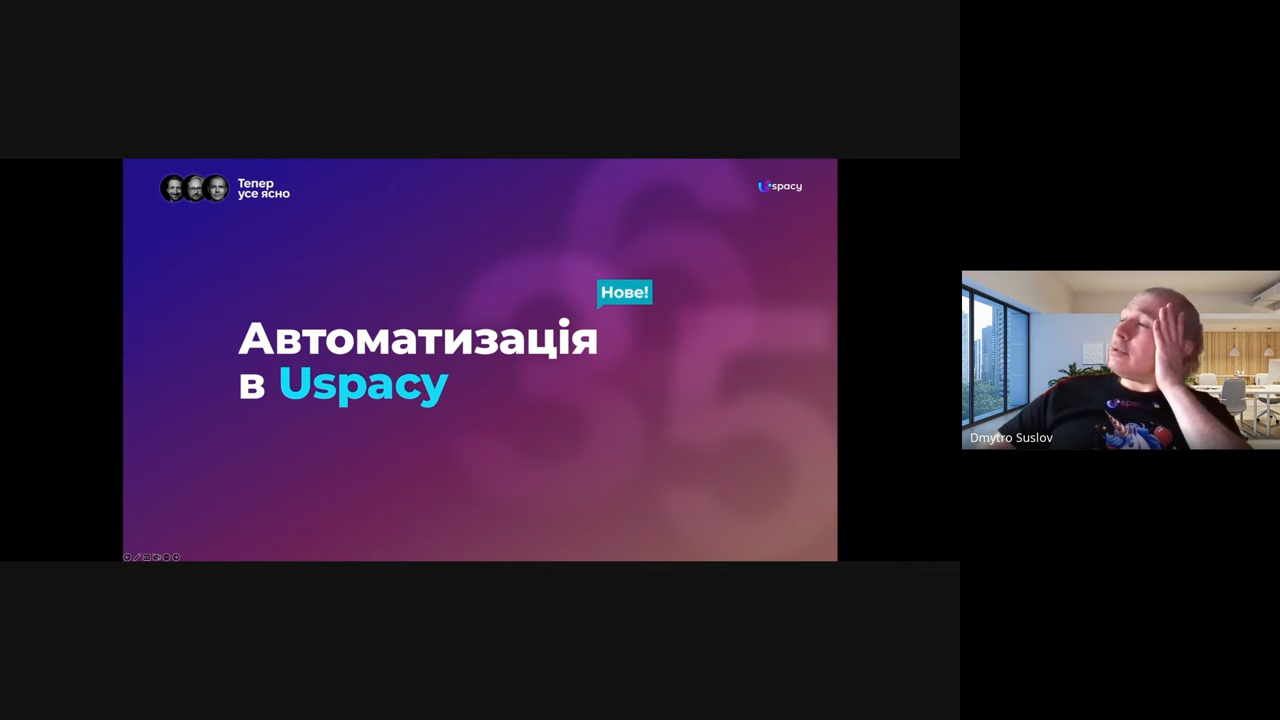 Тепер
усе ясно
Uspacy
Нове!
Автоматизація
в Uspacy
Dmytro Suslov